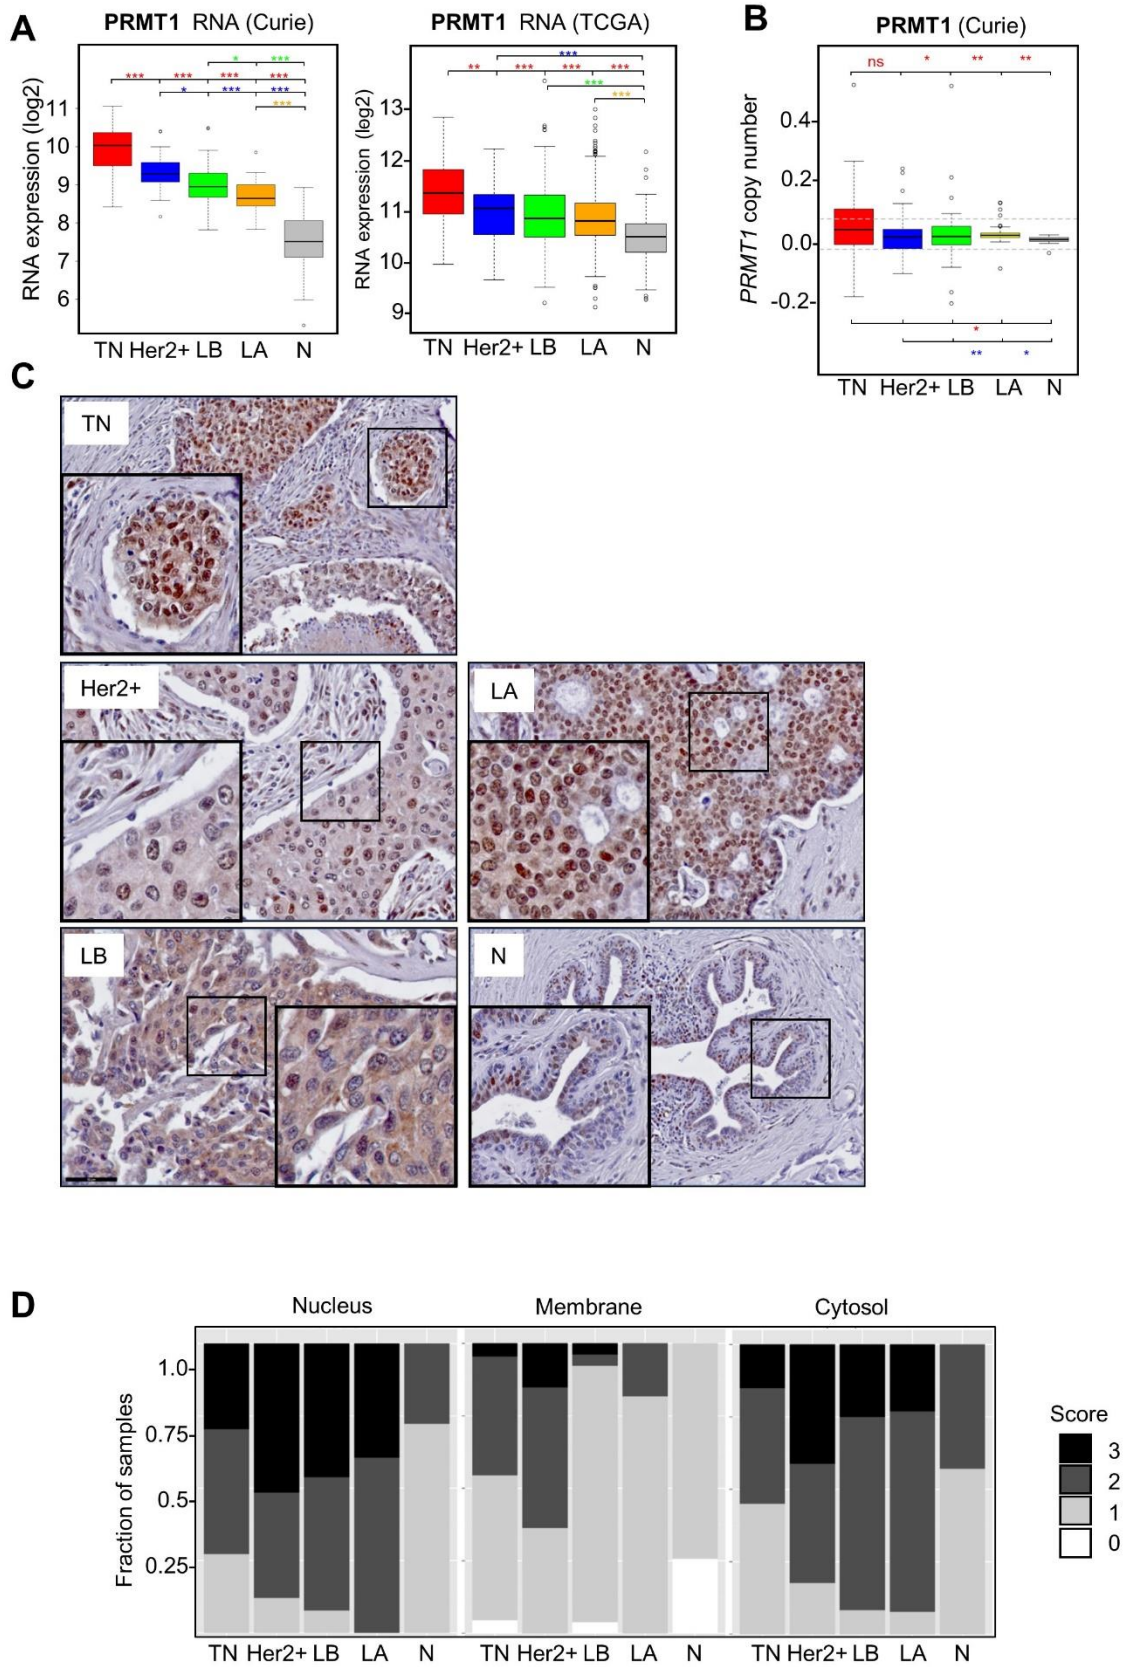 A
PRMT1 RNA (Curie)
* ***
*** *** *** ***
* *** ***
***
RNA expression (log2)
11
10
9
8
7
6
TN Her2+ LB LA N
PRMT1 RNA (TCGA)
***
** *** *** ***
***
***
RNA expression (log2)
13
12
11
10
9
TN Her2+ LB LA N
B
PRMT1 (Curie)
ns * ** **
PRMT1 copy number
0.4
0.2
0.0
-0.2
*
** *
TN Her2+ LB LA N
C
TN
Her2+
LA
LB
N
D
Nucleus Membrane Cytosol
Fraction of samples
1.0
0.75
0.5
0.25
TN Her2+ LB LA N TN Her2+ LB LA N TN Her2+ LB LA N
Score
3
2
1
0